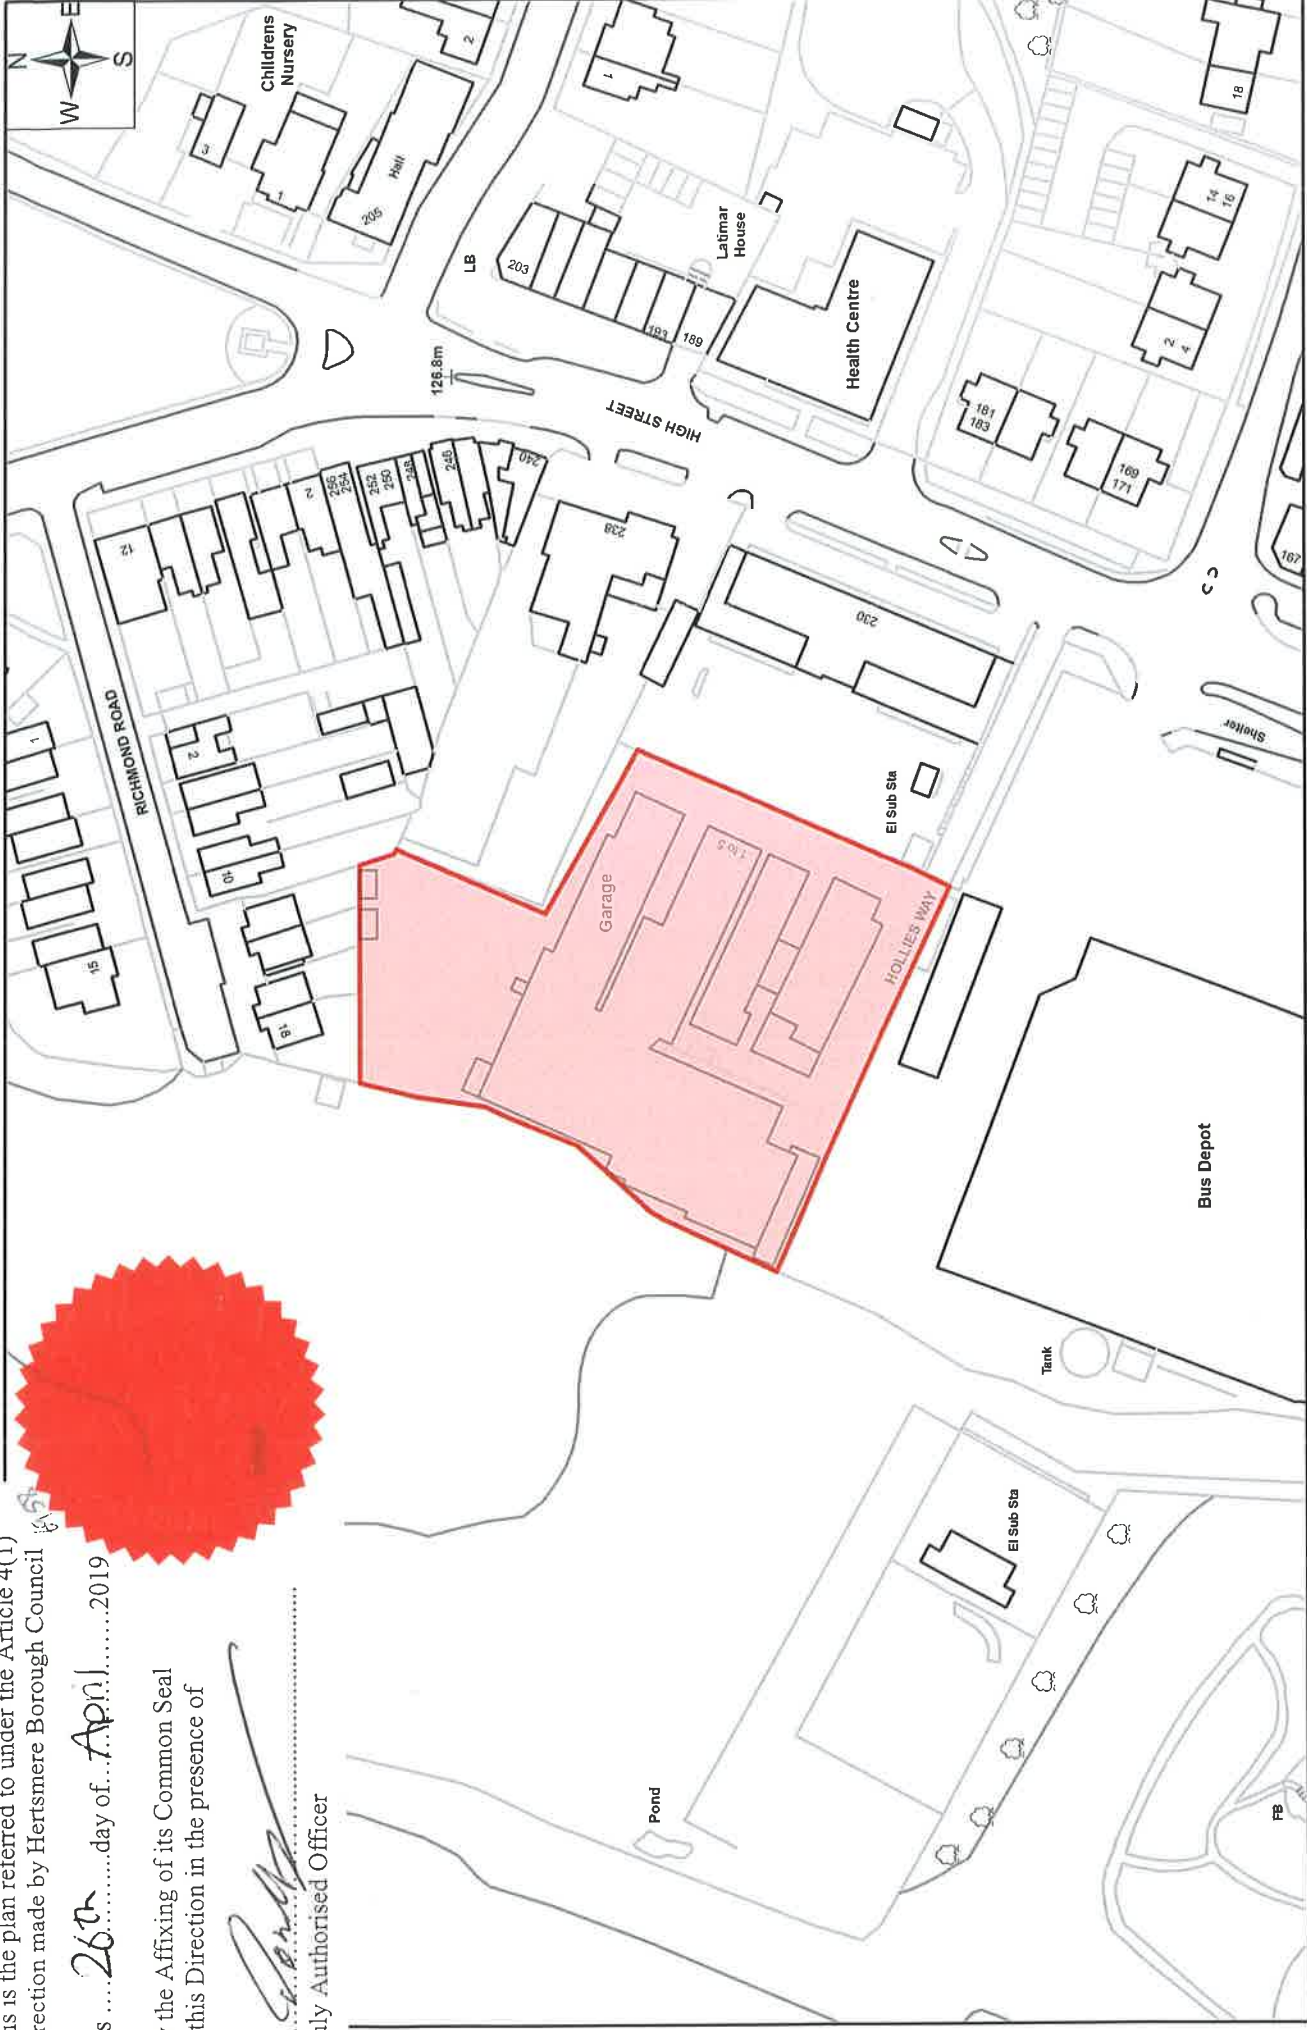 is is the plan referred to under the Article 4(1)
rection made by Hertsmere Borough Council
s ....26th.........day of...April.......2019
the Affixing of its Common Seal
this Direction in the presence of
uly Authorised Officer
N
E
S
W
Childrens
Nursery
2
3
1
Hall
205
1
LB
203
193
189
Latimar
House
126.8m
HIGH STREET
Health Centre
18
14
16
2
4
181
183
169
171
167
12
2
256
254
252
250
248
246
240
238
230
RICHMOND ROAD
1
2
10
15
18
Garage
1 to 5
HOLLIES WAY
El Sub Sta
Shelter
Bus Depot
Tank
El Sub Sta
Pond
FB